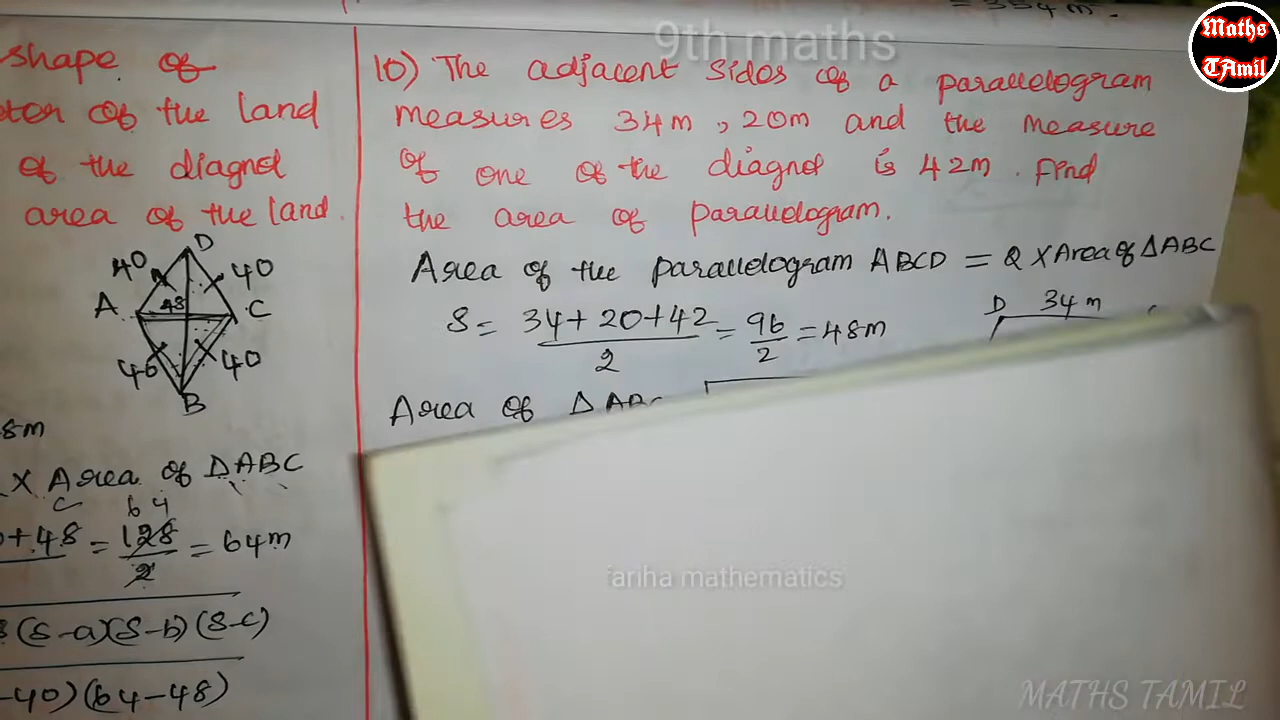 = 354 m.
Maths
TAmil
9th maths
shape of
of the land
of the diagnol
area of the land.
D
40
40
A
48
C
40
40
B
8m
X Area of ΔABC
c
64
+48 = 128 = 64m
2
(S-a)(S-b)(S-c)
-40)(64-48)
10) The adjacent sides of a parallelogram
measures 34m, 20m and the measure
of one of the diagnol is 42m. Find
the area of parallelogram.
Area of the parallelogram ABCD = 2 X Area of ΔABC
S = 34+20+42 = 96 = 48m
2 2
D 34 m
Area of Δ ABC
fariha mathematics
MATHS TAMIL